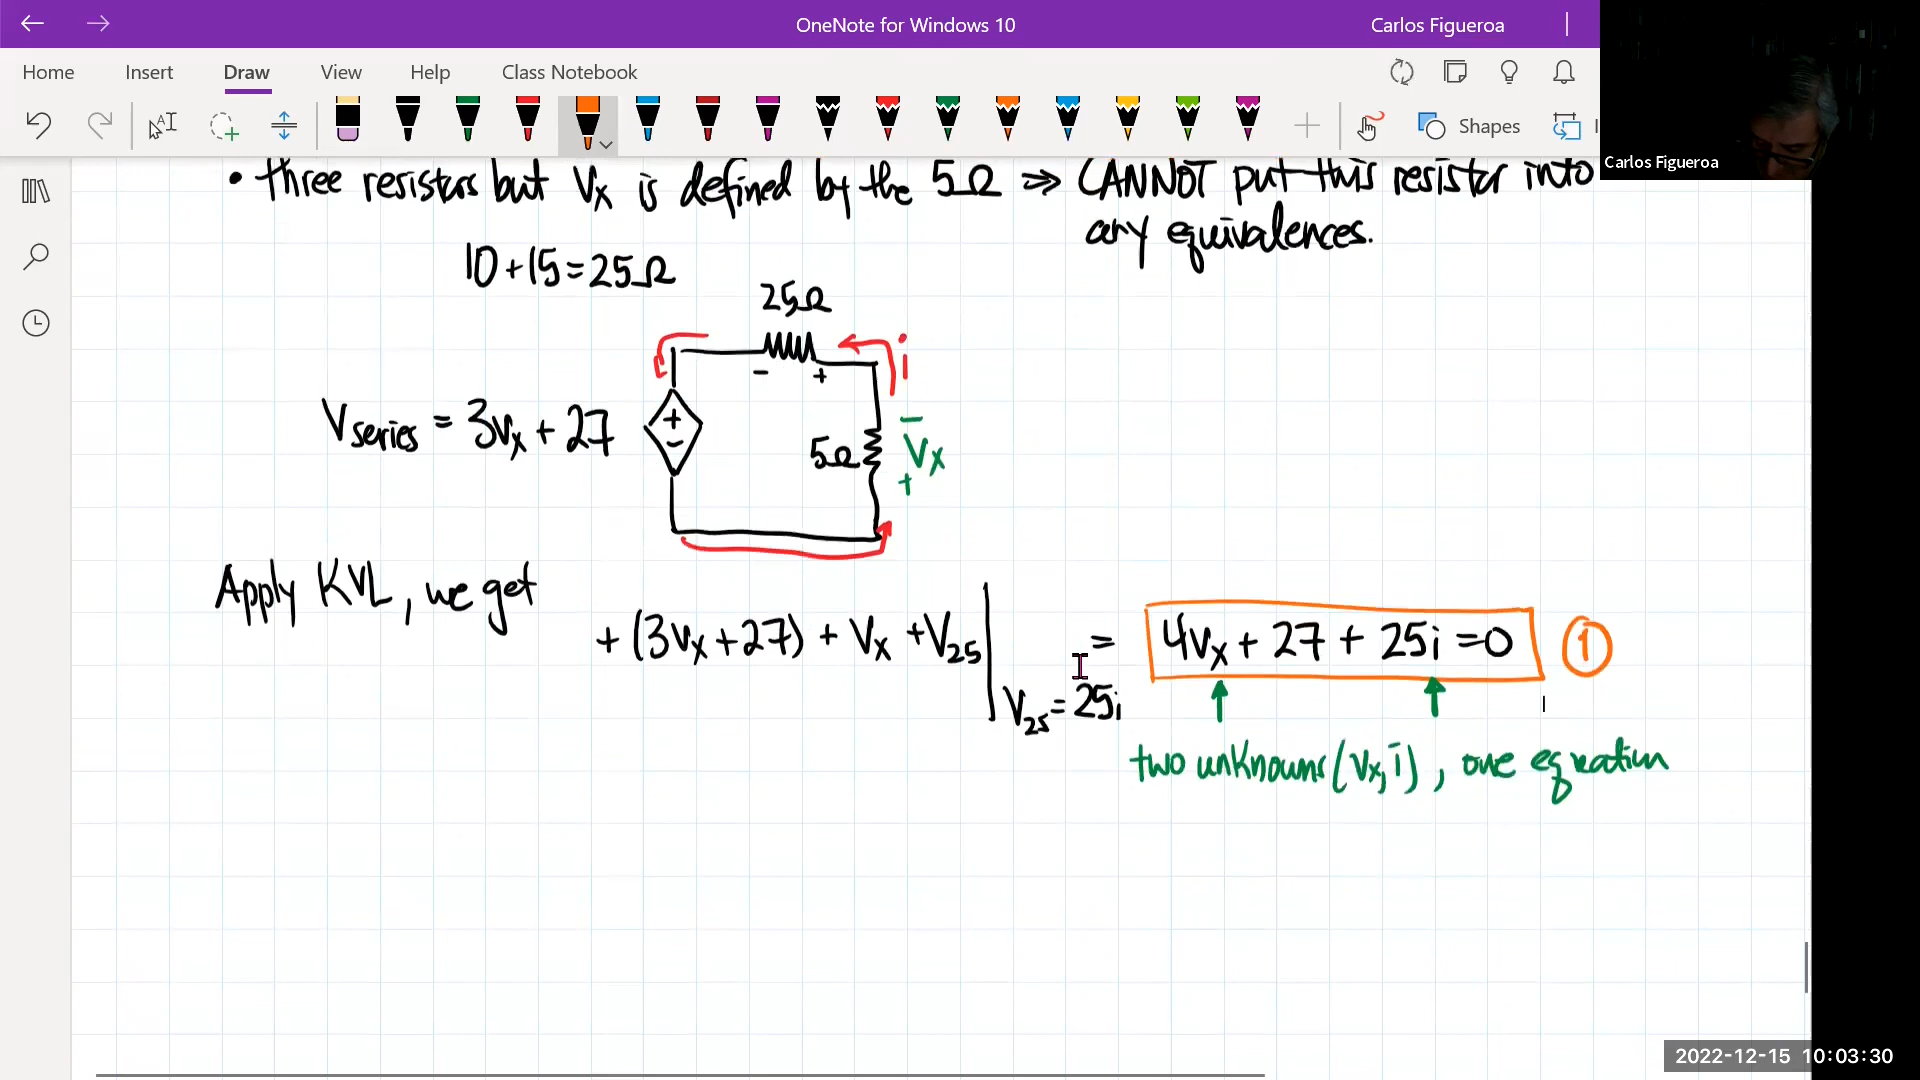 OneNote for Windows 10
Carlos Figueroa
Home Insert Draw View Help Class Notebook
Shapes
Carlos Figueroa
• three resistors but Vx is defined by the 5Ω ⇒ CANNOT put this resistor into
any equivalences.
10+15=25Ω
25Ω
i
- +
Vseries = 3Vx + 27
+
-
5Ω
-
Vx
+
Apply KVL, we get
+ (3Vx+27) + Vx +V25 | V25 = 25i = 4Vx + 27 + 25i =0 ①
two unknowns (Vx, i), one equation
2022-12-15 10:03:30